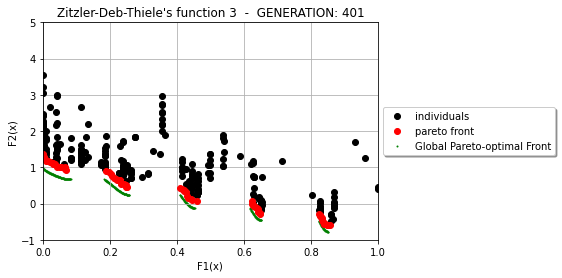 Zitzler-Deb-Thiele's function 3 - GENERATION: 401
5
4
3
2
1
0
−1
F2(x)
0.0 0.2 0.4 0.6 0.8 1.0
F1(x)
individuals
pareto front
Global Pareto-optimal Front